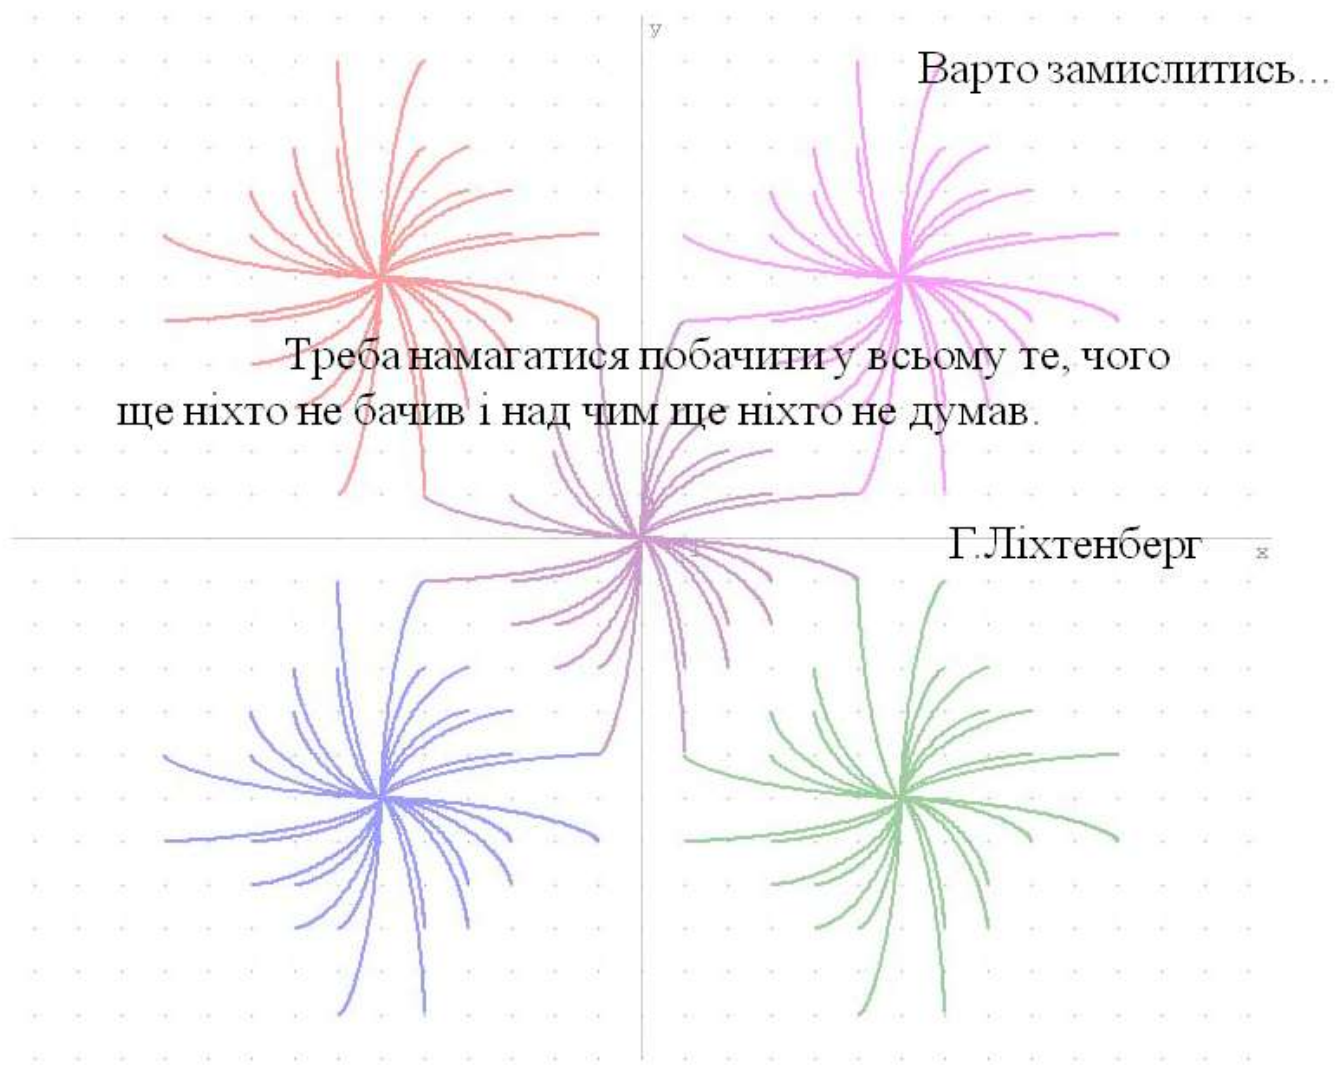 y
Варто замислитись...
Треба намагатися побачити у всьому те, чого
ще ніхто не бачив і над чим ще ніхто не думав.
Г.Ліхтенберг
x